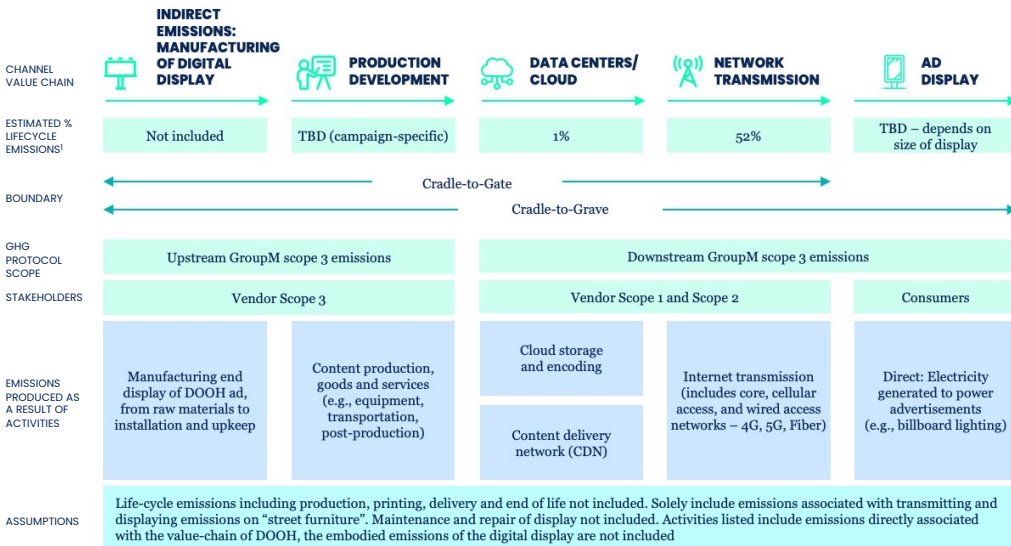 CHANNEL
VALUE CHAIN
INDIRECT
EMISSIONS:
MANUFACTURING
OF DIGITAL
DISPLAY
PRODUCTION
DEVELOPMENT
DATA CENTERS/
CLOUD
NETWORK
TRANSMISSION
AD
DISPLAY
ESTIMATED %
LIFECYCLE
EMISSIONS¹
Not included
TBD (campaign-specific)
1%
52%
TBD – depends on
size of display
BOUNDARY
Cradle-to-Gate
Cradle-to-Grave
GHG
PROTOCOL
SCOPE
Upstream GroupM scope 3 emissions
Downstream GroupM scope 3 emissions
STAKEHOLDERS
Vendor Scope 3
Vendor Scope 1 and Scope 2
Consumers
EMISSIONS
PRODUCED AS
A RESULT OF
ACTIVITIES
Manufacturing end
display of DOOH ad,
from raw materials to
installation and upkeep
Content production,
goods and services
(e.g., equipment,
transportation,
post-production)
Cloud storage
and encoding
Content delivery
network (CDN)
Internet transmission
(includes core, cellular
access, and wired access
networks – 4G, 5G, Fiber)
Direct: Electricity
generated to power
advertisements
(e.g., billboard lighting)
ASSUMPTIONS
Life-cycle emissions including production, printing, delivery and end of life not included. Solely include emissions associated with transmitting and
displaying emissions on “street furniture”. Maintenance and repair of display not included. Activities listed include emissions directly associated
with the value-chain of DOOH, the embodied emissions of the digital display are not included